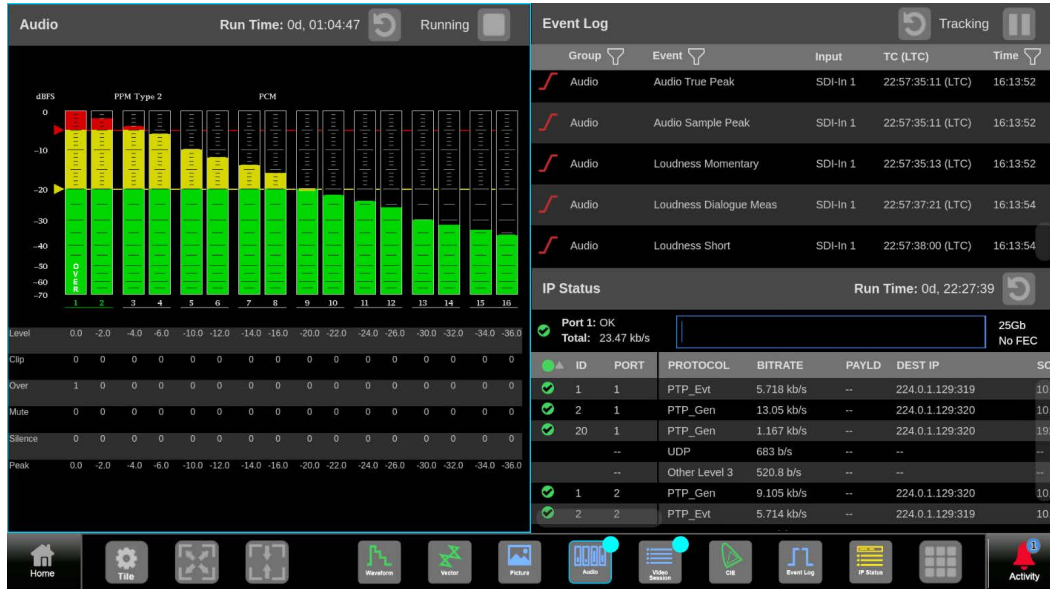 Audio Run Time: 0d, 01:04:47 Running
dBFS PPM Type 2 PCM
0
-10
-20
-30
-40
-50
-60
-70
OVER
1 2 3 4 5 6 7 8 9 10 11 12 13 14 15 16
Level 0.0 -2.0 -4.0 -6.0 -10.0 -12.0 -14.0 -16.0 -20.0 -22.0 -24.0 -26.0 -30.0 -32.0 -34.0 -36.0
Clip 0 0 0 0 0 0 0 0 0 0 0 0 0 0 0 0
Over 1 0 0 0 0 0 0 0 0 0 0 0 0 0 0 0
Mute 0 0 0 0 0 0 0 0 0 0 0 0 0 0 0 0
Silence 0 0 0 0 0 0 0 0 0 0 0 0 0 0 0 0
Peak 0.0 -2.0 -4.0 -6.0 -10.0 -12.0 -14.0 -16.0 -20.0 -22.0 -24.0 -26.0 -30.0 -32.0 -34.0 -36.0
Event Log Tracking
Group Event Input TC (LTC) Time
Audio Audio True Peak SDI-In 1 22:57:35:11 (LTC) 16:13:52
Audio Audio Sample Peak SDI-In 1 22:57:35:11 (LTC) 16:13:52
Audio Loudness Momentary SDI-In 1 22:57:35:13 (LTC) 16:13:52
Audio Loudness Dialogue Meas SDI-In 1 22:57:37:21 (LTC) 16:13:54
Audio Loudness Short SDI-In 1 22:57:38:00 (LTC) 16:13:54
IP Status Run Time: 0d, 22:27:39
Port 1: OK
Total: 23.47 kb/s
25Gb
No FEC
ID PORT PROTOCOL BITRATE PAYLD DEST IP SC
1 1 PTP_Evt 5.718 kb/s -- 224.0.1.129:319 10
2 1 PTP_Gen 13.05 kb/s -- 224.0.1.129:320 10
20 1 PTP_Gen 1.167 kb/s -- 224.0.1.129:320 192
-- UDP 683 b/s -- -- --
-- Other Level 3 520.8 b/s -- -- --
1 2 PTP_Gen 9.105 kb/s -- 224.0.1.129:320 10
2 2 PTP_Evt 5.714 kb/s -- 224.0.1.129:319 10
Home Tile Waveform Vector Picture Audio Video Session CIE Event Log IP Status 1 Activity